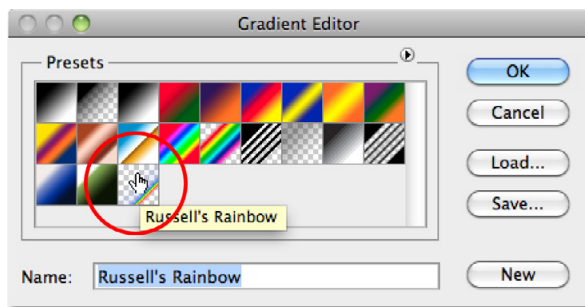 Gradient Editor
Presets
OK
Cancel
Load...
Save...
Russell's Rainbow
Name: Russell's Rainbow
New